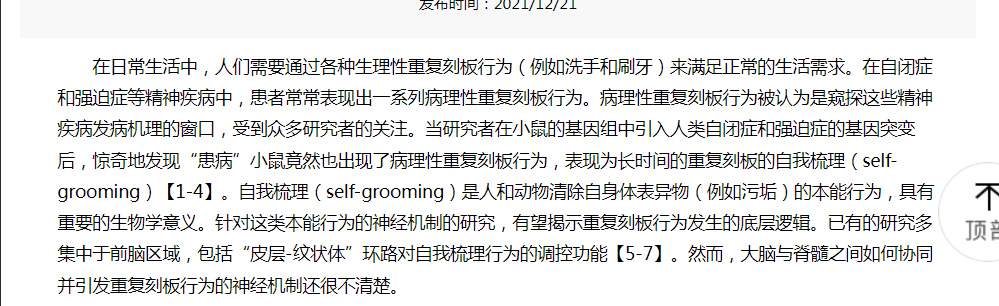 发布时间：2021/12/21
在日常生活中，人们需要通过各种生理性重复刻板行为（例如洗手和刷牙）来满足正常的生活需求。在自闭症
和强迫症等精神疾病中，患者常常表现出一系列病理性重复刻板行为。病理性重复刻板行为被认为是窥探这些精神
疾病发病机理的窗口，受到众多研究者的关注。当研究者在小鼠的基因组中引入人类自闭症和强迫症的基因突变
后，惊奇地发现“患病”小鼠竟然也出现了病理性重复刻板行为，表现为长时间的重复刻板的自我梳理（self-
grooming）【1-4】。自我梳理（self-grooming）是人和动物清除自身体表异物（例如污垢）的本能行为，具有
重要的生物学意义。针对这类本能行为的神经机制的研究，有望揭示重复刻板行为发生的底层逻辑。已有的研究多
集中于前脑区域，包括“皮层-纹状体”环路对自我梳理行为的调控功能【5-7】。然而，大脑与脊髓之间如何协同
并引发重复刻板行为的神经机制还很不清楚。
顶部